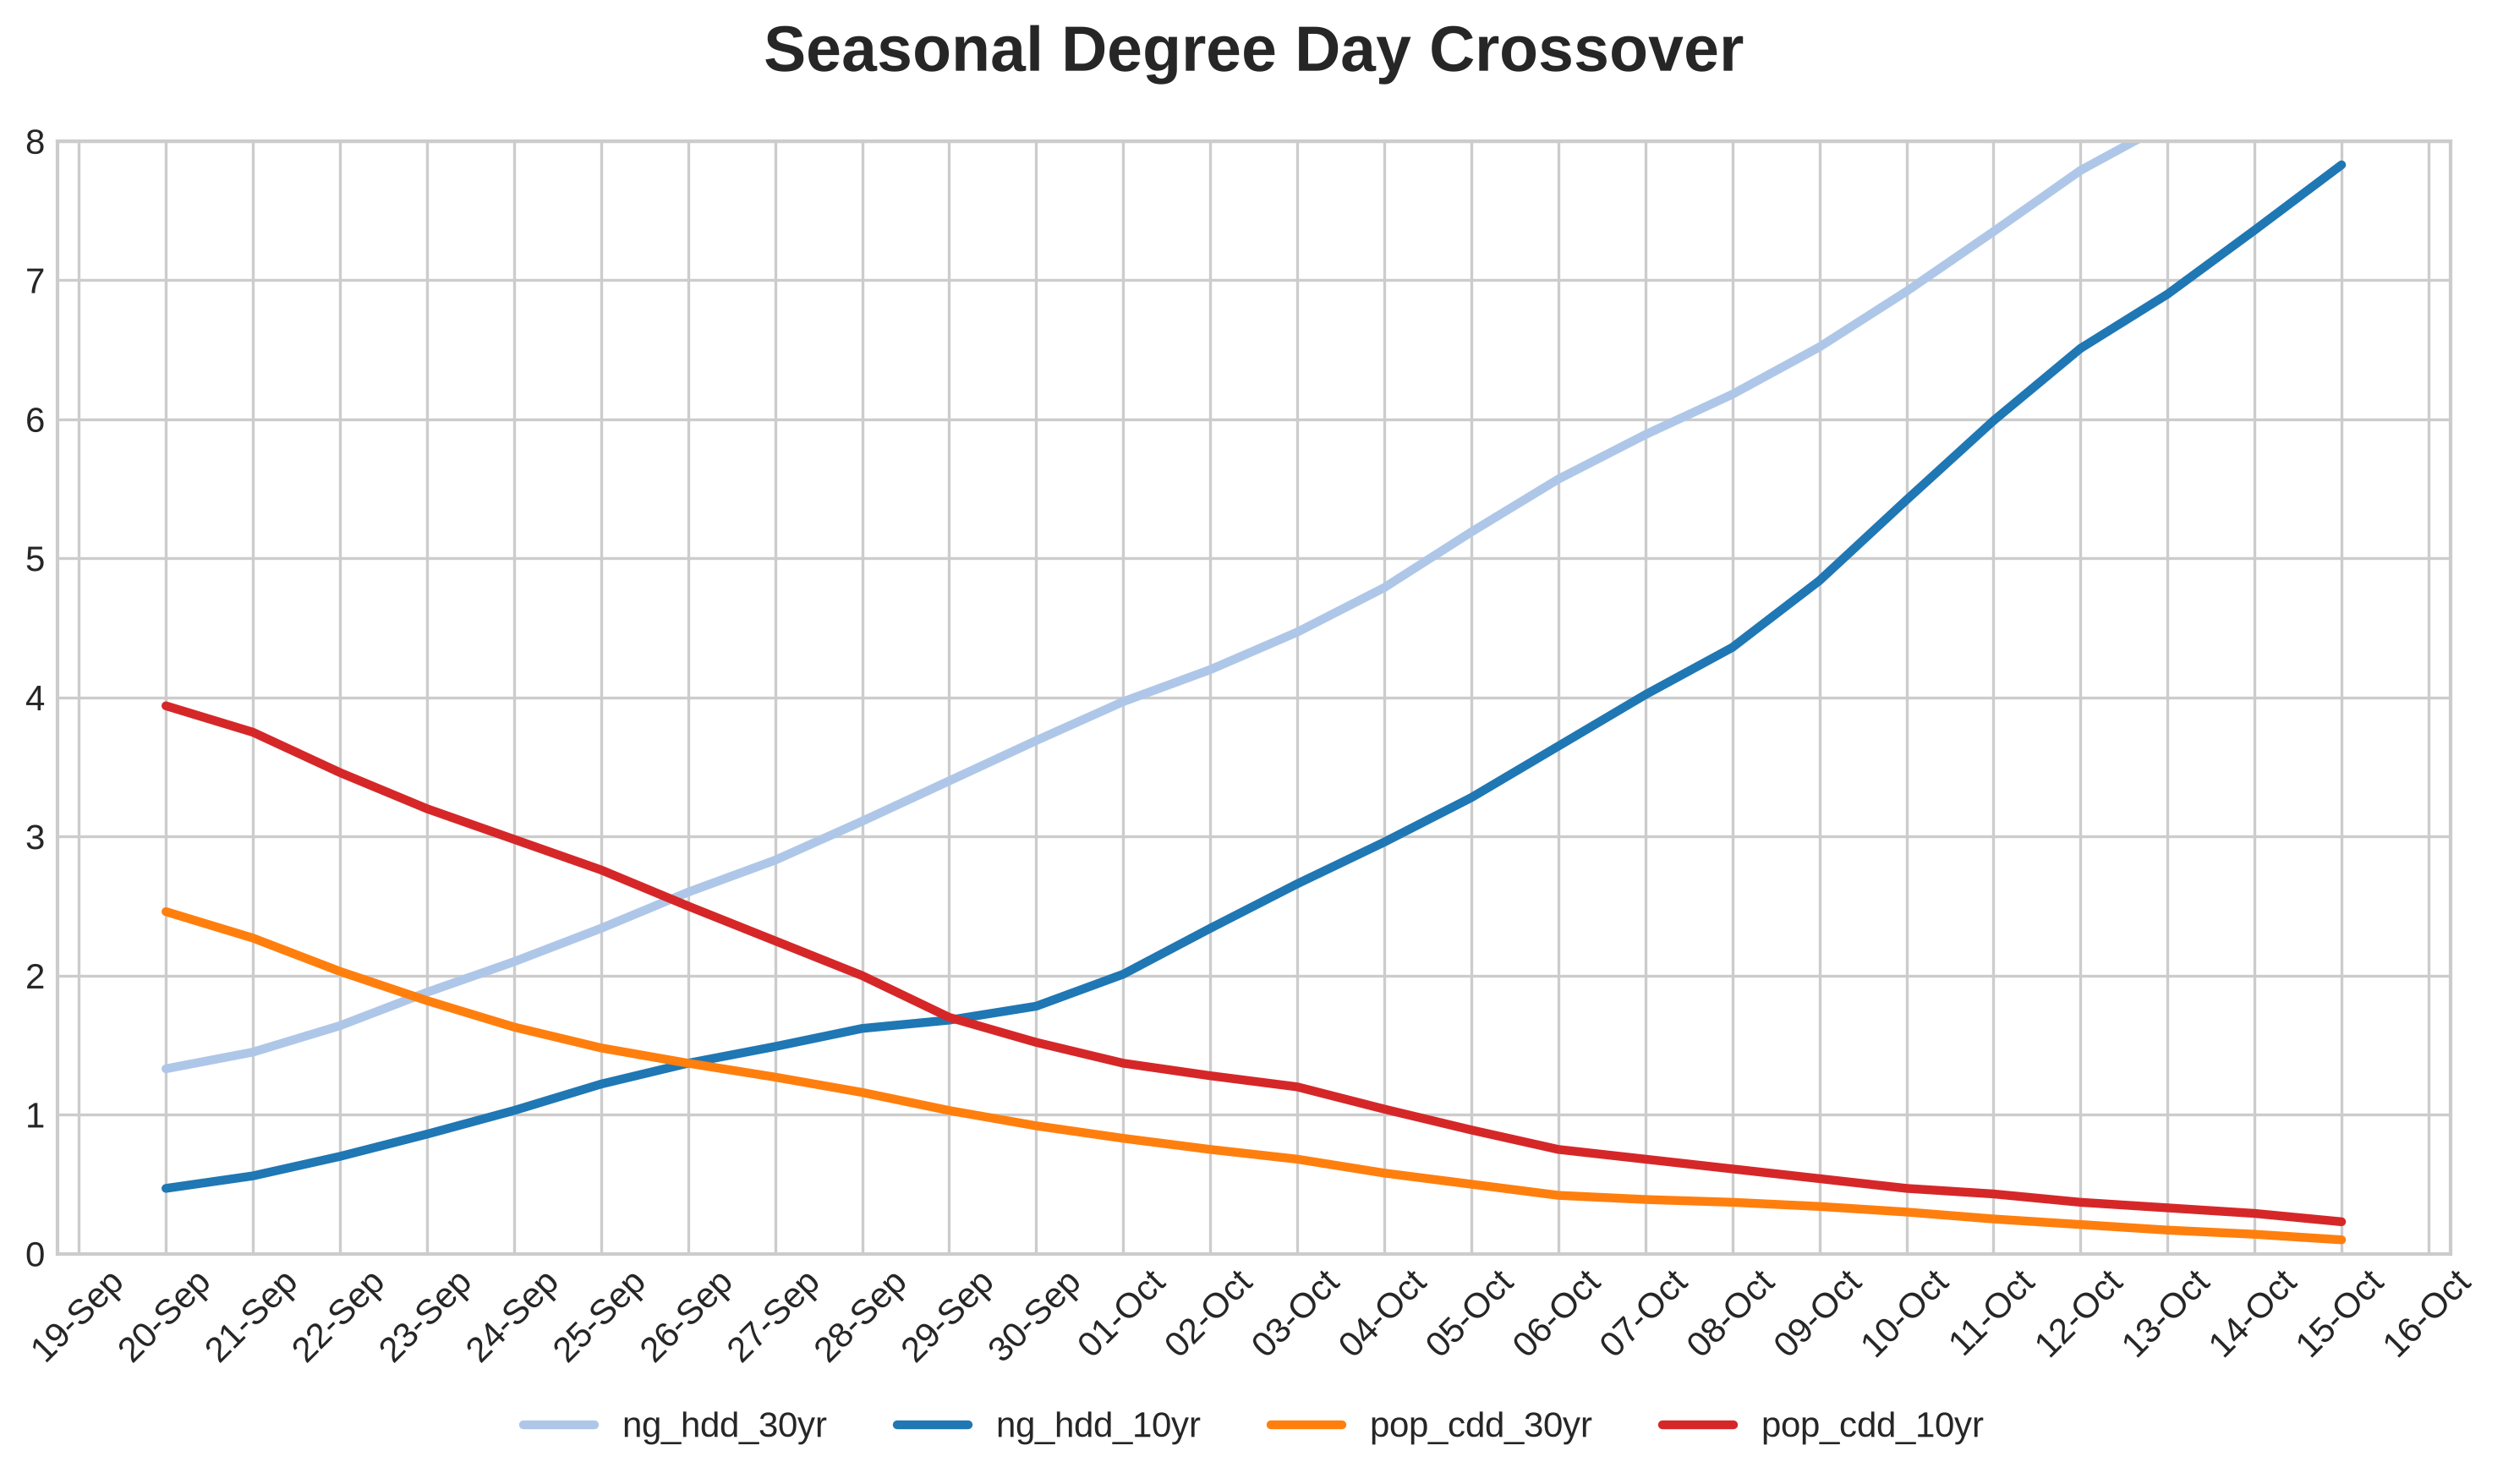 Seasonal Degree Day Crossover
8
7
6
5
4
3
2
1
0
19-Sep
20-Sep
21-Sep
22-Sep
23-Sep
24-Sep
25-Sep
26-Sep
27-Sep
28-Sep
29-Sep
30-Sep
01-Oct
02-Oct
03-Oct
04-Oct
05-Oct
06-Oct
07-Oct
08-Oct
09-Oct
10-Oct
11-Oct
12-Oct
13-Oct
14-Oct
15-Oct
16-Oct
ng_hdd_30yr ng_hdd_10yr pop_cdd_30yr pop_cdd_10yr